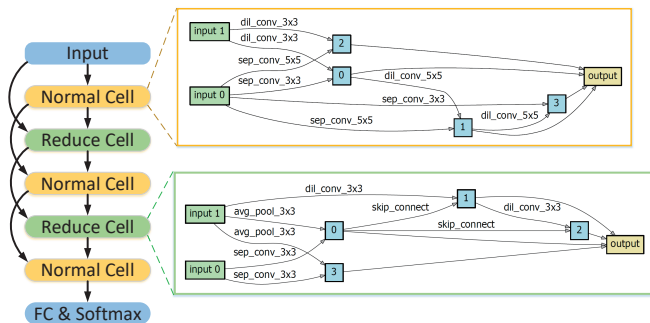 Input
Normal Cell
Reduce Cell
Normal Cell
Reduce Cell
Normal Cell
FC & Softmax
input 1
dil_conv_3x3
dil_conv_3x3
2
sep_conv_5x5
sep_conv_3x3
0
dil_conv_5x5
output
input 0
sep_conv_3x3
3
sep_conv_5x5
1
dil_conv_5x5
dil_conv_3x3
1
input 1
avg_pool_3x3
skip_connect
dil_conv_3x3
avg_pool_3x3
0
skip_connect
2
output
sep_conv_3x3
input 0
sep_conv_3x3
3